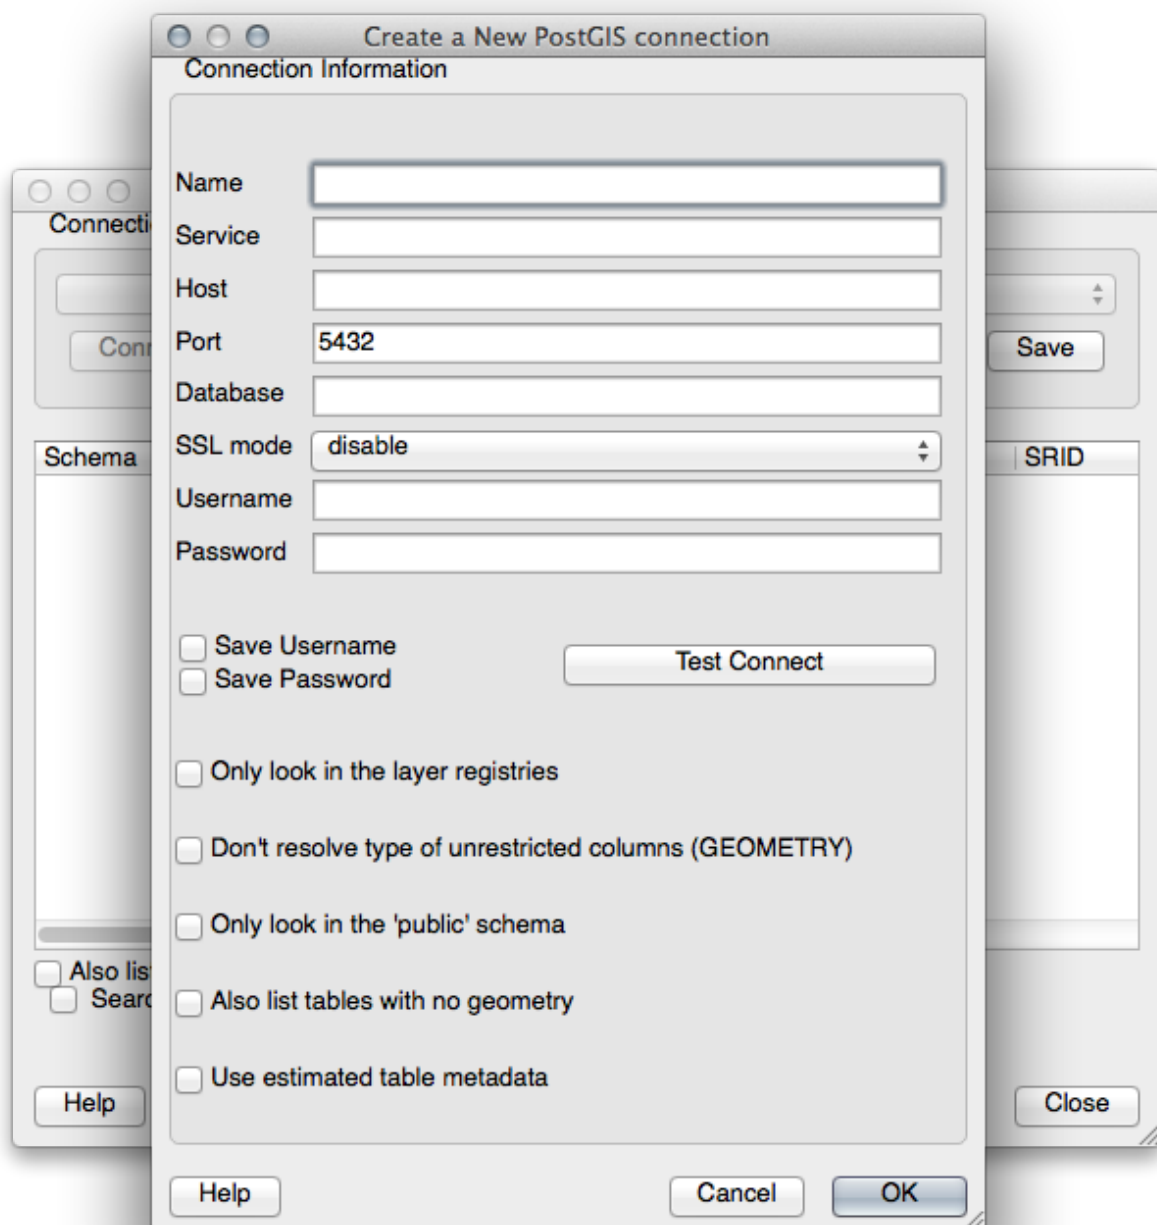 Create a New PostGIS connection
Connection Information
Name
Service
Host
Port 5432
Database
SSL mode disable
Username
Password
Save Username
Save Password
Test Connect
Only look in the layer registries
Don't resolve type of unrestricted columns (GEOMETRY)
Only look in the 'public' schema
Also list tables with no geometry
Use estimated table metadata
Help Cancel OK
Connecti
Conn
Save
Schema SRID
Also lis
Searc
Help Close